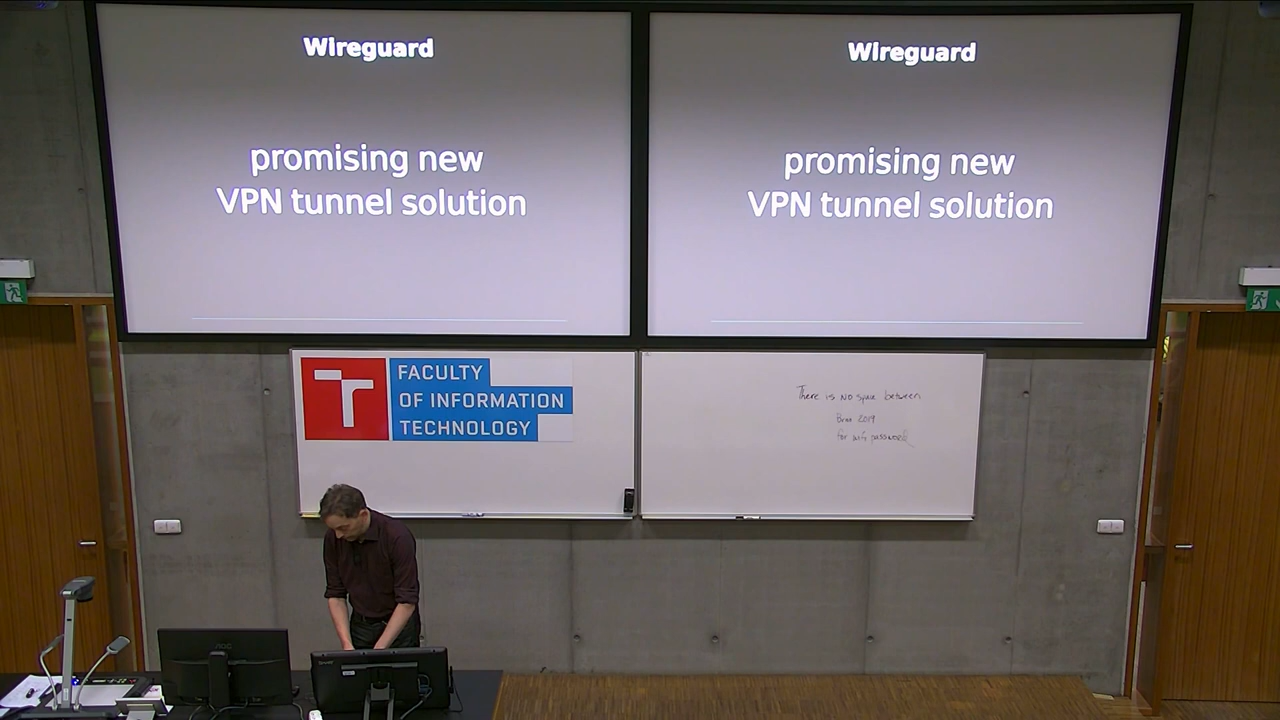 Wireguard
promising new
VPN tunnel solution
Wireguard
promising new
VPN tunnel solution
FACULTY
OF INFORMATION
TECHNOLOGY
There is NO space between
Brno 2019
for wifi password